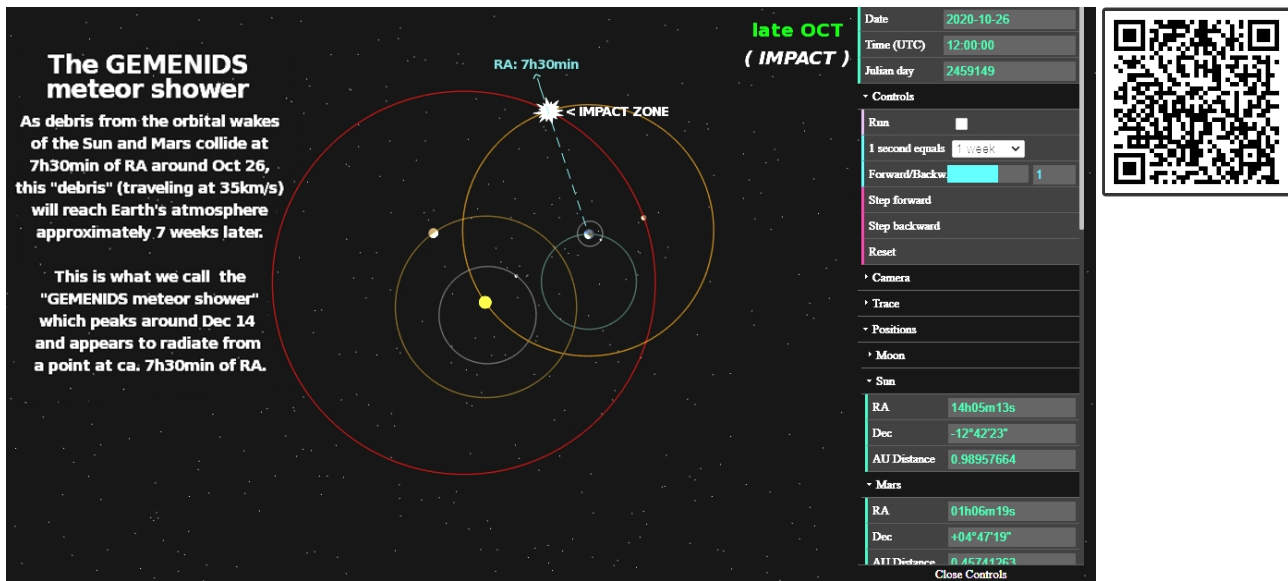 The GEMENIDS
meteor shower
As debris from the orbital wakes
of the Sun and Mars collide at
7h30min of RA around Oct 26,
this "debris" (traveling at 35km/s)
will reach Earth's atmosphere
approximately 7 weeks later.
This is what we call the
"GEMENIDS meteor shower"
which peaks around Dec 14
and appears to radiate from
a point at ca. 7h30min of RA.
RA: 7h30min
< IMPACT ZONE
late OCT
( IMPACT )
Date 2020-10-26
Time (UTC) 12:00:00
Julian day 2459149
Controls
Run
1 second equals 1 week
Forward/Backw. 1
Step forward
Step backward
Reset
Camera
Trace
Positions
Moon
Sun
RA 14h05m13s
Dec -12°42'23"
AU Distance 0.98957664
Mars
RA 01h06m19s
Dec +04°47'19"
AU Distance 0.45741263
Close Controls